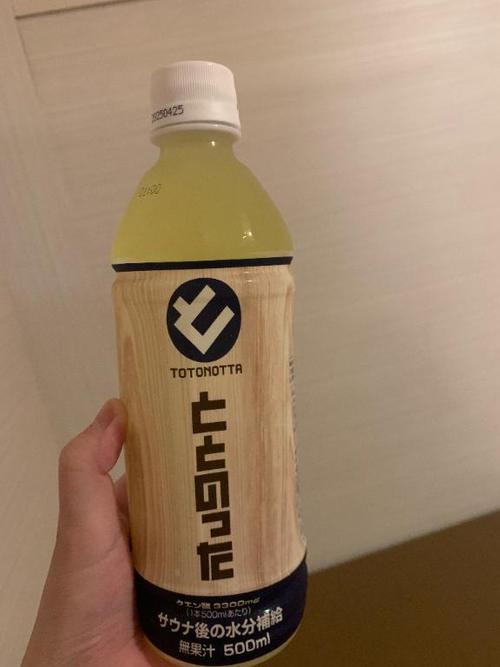 20250425
TOTONOTTA
ととのった
クエン酸 3300mg
(1本500mlあたり)
サウナ後の水分補給
無果汁 500ml